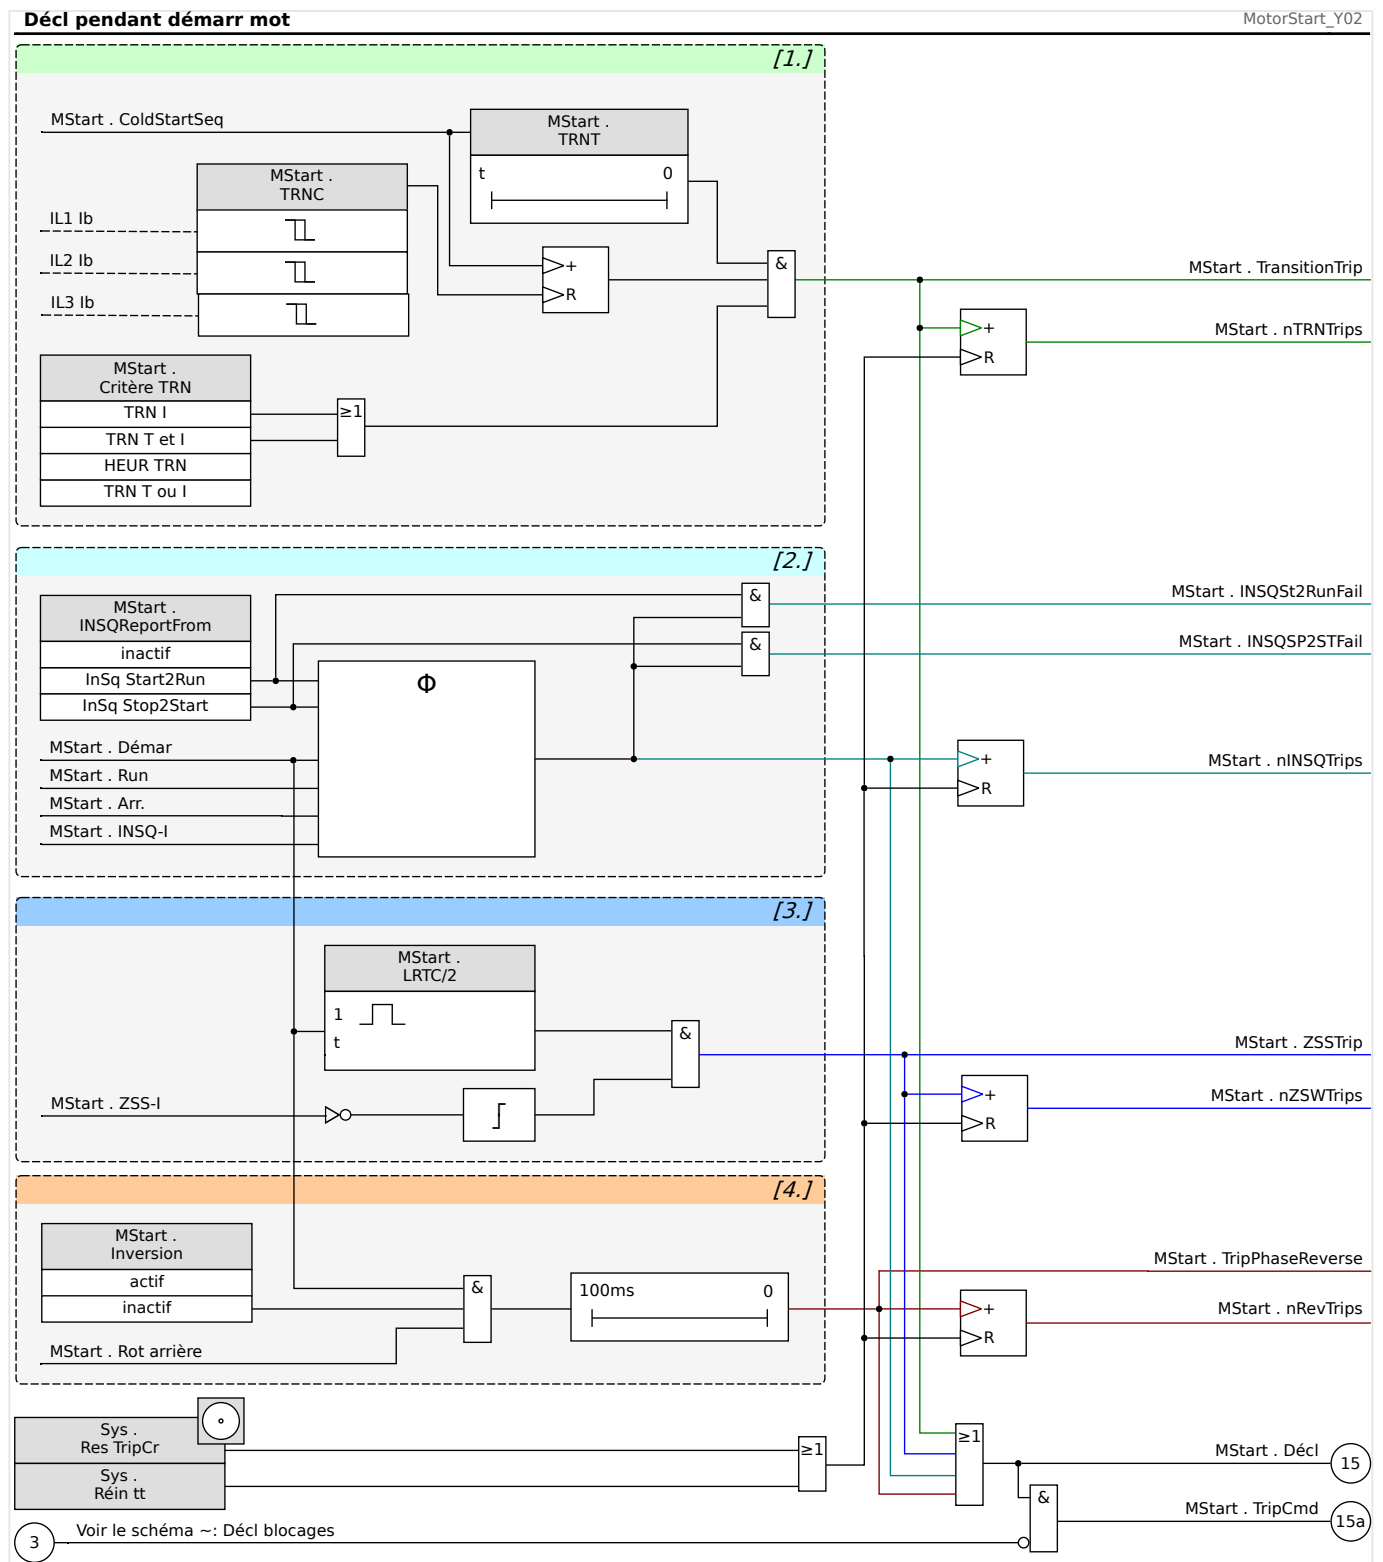 Décl pendant démarr mot
MotorStart_Y02
[1.]
MStart . ColdStartSeq
MStart .
TRNT
t 0
MStart .
TRNC
IL1 Ib
IL2 Ib
IL3 Ib
+
R
&
MStart . TransitionTrip
+
R
MStart . nTRNTrips
MStart .
Critère TRN
TRN I
TRN T et I
HEUR TRN
TRN T ou I
≥1
[2.]
MStart .
INSQReportFrom
inactif
InSq Start2Run
InSq Stop2Start
Φ
&
MStart . INSQSt2RunFail
&
MStart . INSQSP2STFail
MStart . Démar
MStart . Run
MStart . Arr.
MStart . INSQ-I
+
R
MStart . nINSQTrips
[3.]
MStart .
LRTC/2
1
t
&
MStart . ZSSTrip
MStart . ZSS-I
+
R
MStart . nZSWTrips
[4.]
MStart .
Inversion
actif
inactif
MStart . Rot arrière
&
100ms 0
MStart . TripPhaseReverse
+
R
MStart . nRevTrips
Sys .
Res TripCr
Sys .
Réin tt
≥1
≥1
MStart . Décl
15
&
MStart . TripCmd
15a
3
Voir le schéma ~: Décl blocages